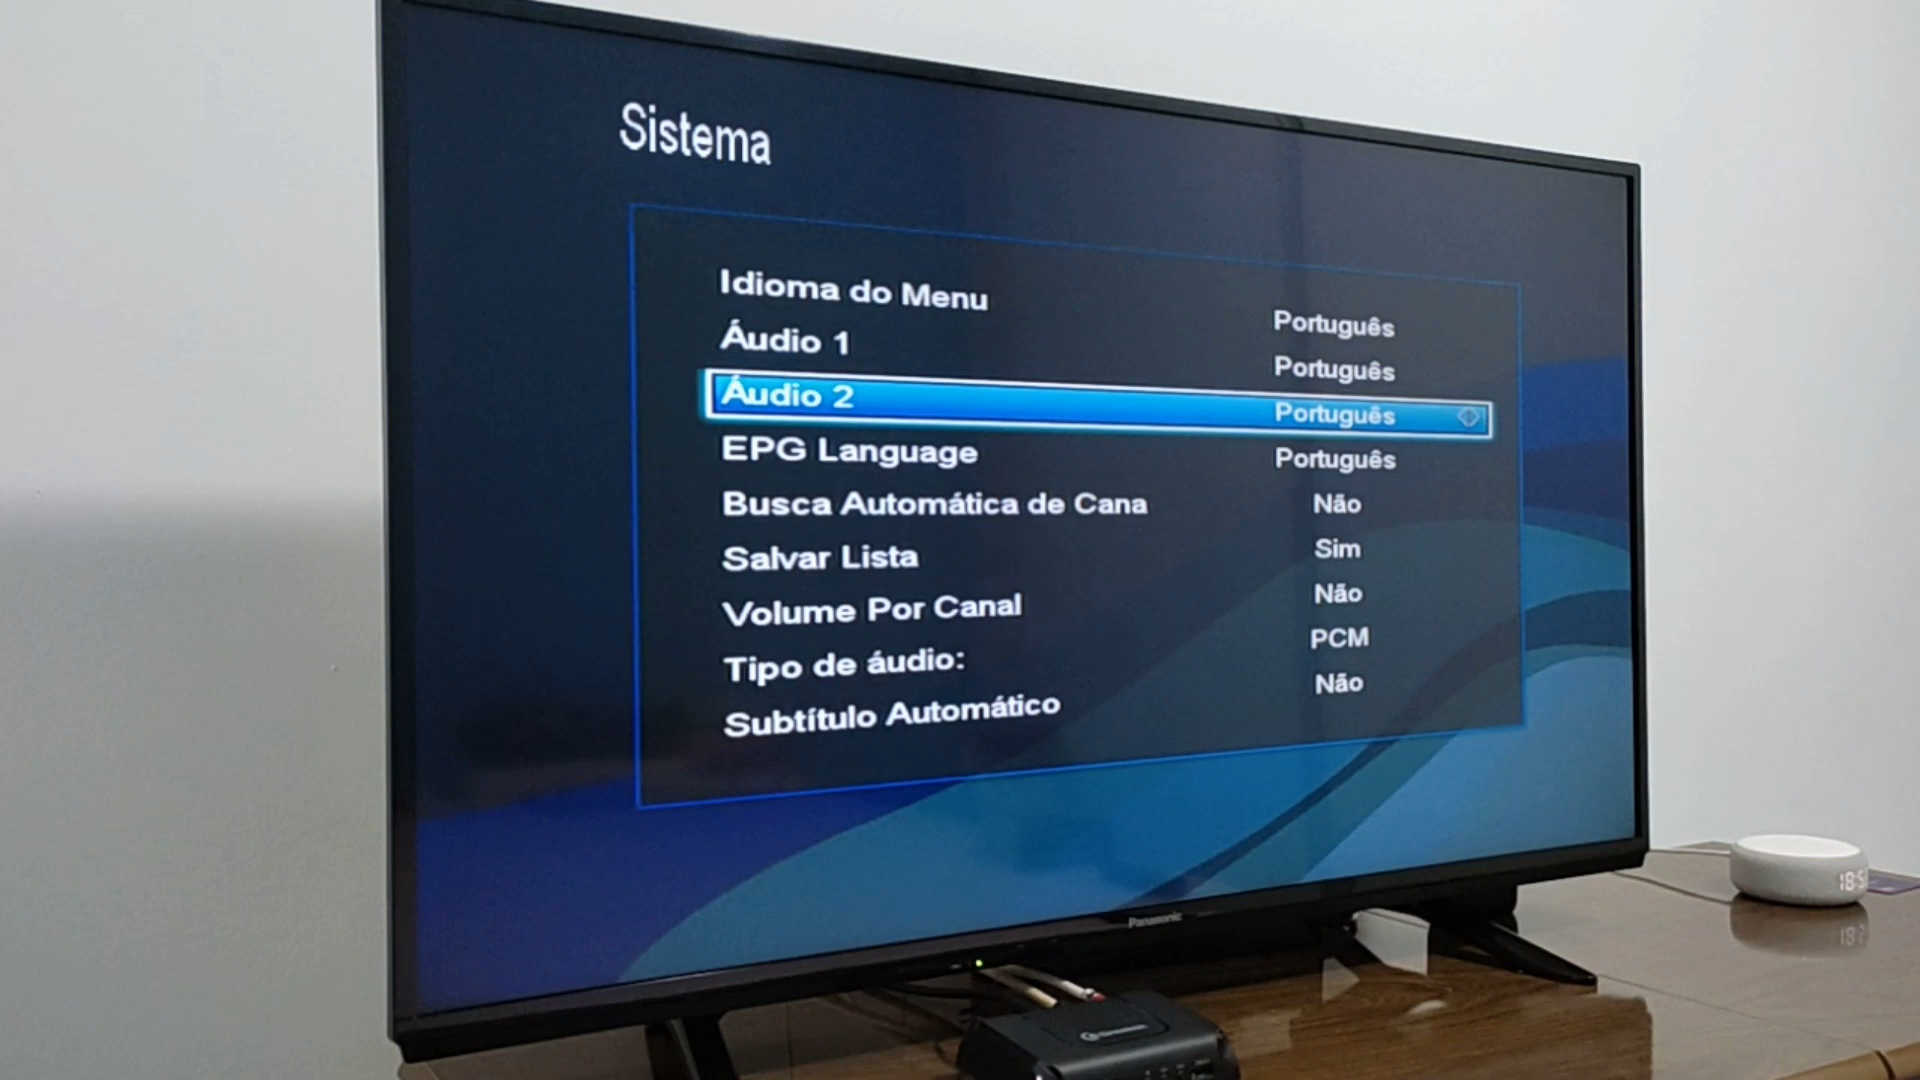 Sistema
Idioma do Menu Português
Áudio 1 Português
Áudio 2 Português
EPG Language Português
Busca Automática de Cana Não
Salvar Lista Sim
Volume Por Canal Não
Tipo de áudio: PCM
Subtítulo Automático Não
Panasonic